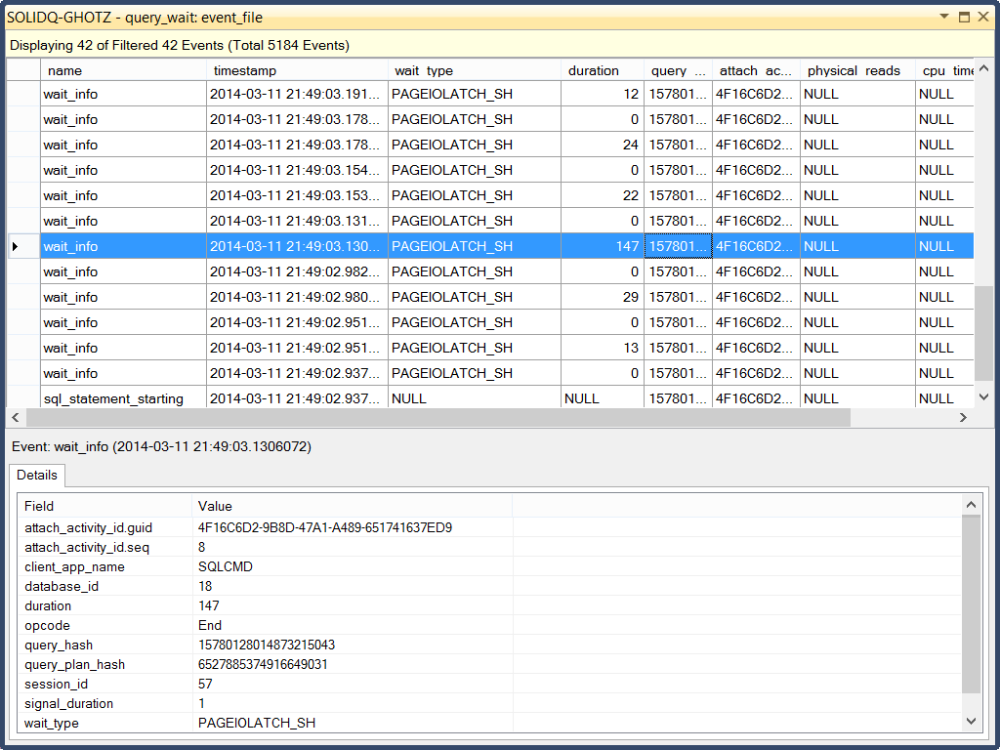 SOLIDQ-GHOTZ - query_wait: event_file
Displaying 42 of Filtered 42 Events (Total 5184 Events)
name timestamp wait_type duration query_... attach_ac... physical_reads cpu_time
wait_info 2014-03-11 21:49:03.191... PAGEIOLATCH_SH 12 157801... 4F16C6D2... NULL NULL
wait_info 2014-03-11 21:49:03.178... PAGEIOLATCH_SH 0 157801... 4F16C6D2... NULL NULL
wait_info 2014-03-11 21:49:03.178... PAGEIOLATCH_SH 24 157801... 4F16C6D2... NULL NULL
wait_info 2014-03-11 21:49:03.154... PAGEIOLATCH_SH 0 157801... 4F16C6D2... NULL NULL
wait_info 2014-03-11 21:49:03.153... PAGEIOLATCH_SH 22 157801... 4F16C6D2... NULL NULL
wait_info 2014-03-11 21:49:03.131... PAGEIOLATCH_SH 0 157801... 4F16C6D2... NULL NULL
wait_info 2014-03-11 21:49:03.130... PAGEIOLATCH_SH 147 157801... 4F16C6D2... NULL NULL
wait_info 2014-03-11 21:49:02.982... PAGEIOLATCH_SH 0 157801... 4F16C6D2... NULL NULL
wait_info 2014-03-11 21:49:02.980... PAGEIOLATCH_SH 29 157801... 4F16C6D2... NULL NULL
wait_info 2014-03-11 21:49:02.951... PAGEIOLATCH_SH 0 157801... 4F16C6D2... NULL NULL
wait_info 2014-03-11 21:49:02.951... PAGEIOLATCH_SH 13 157801... 4F16C6D2... NULL NULL
wait_info 2014-03-11 21:49:02.937... PAGEIOLATCH_SH 0 157801... 4F16C6D2... NULL NULL
sql_statement_starting 2014-03-11 21:49:02.937... NULL NULL 157801... 4F16C6D2... NULL NULL
Event: wait_info (2014-03-11 21:49:03.1306072)
Details
Field Value
attach_activity_id.guid 4F16C6D2-9B8D-47A1-A489-651741637ED9
attach_activity_id.seq 8
client_app_name SQLCMD
database_id 18
duration 147
opcode End
query_hash 15780128014873215043
query_plan_hash 6527885374916649031
session_id 57
signal_duration 1
wait_type PAGEIOLATCH_SH